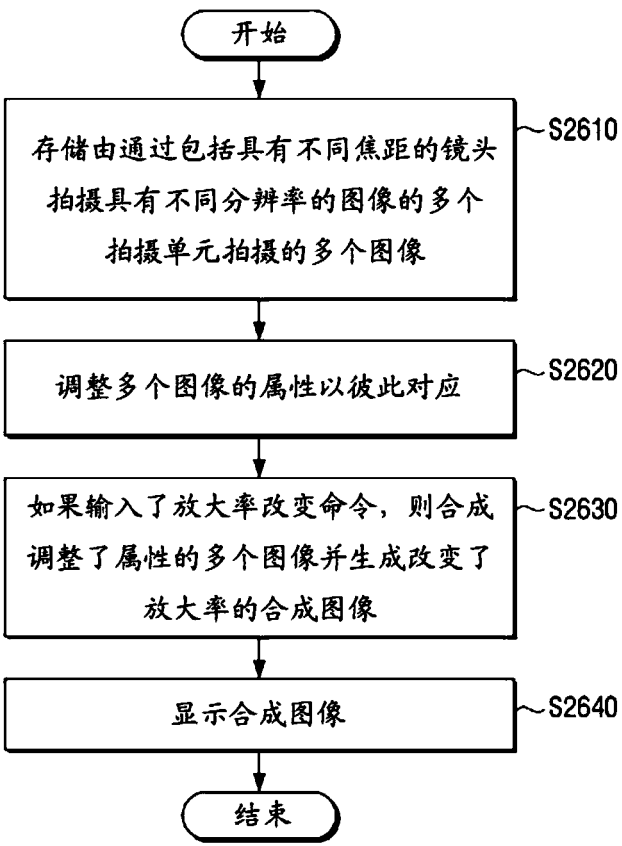 开始
存储由通过包括具有不同焦距的镜头
S2610
拍摄具有不同分辨率的图像的多个
拍摄单元拍摄的多个图像
调整多个图像的属性以彼此对应
S2620
如果输入了放大率改变命令，则合成
S2630
调整了属性的多个图像并生成改变了
放大率的合成图像
显示合成图像
S2640
结束